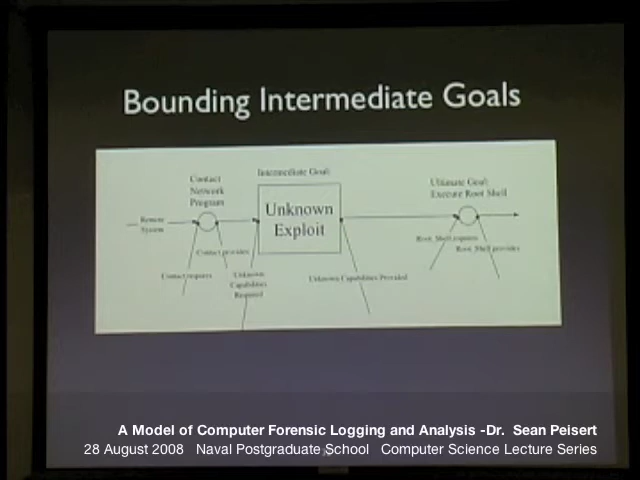 Bounding Intermediate Goals
Contact
Network
Program
Intermediate Goal:
Ultimate Goal:
Execute Root Shell
Remote
System
Unknown
Exploit
Contact provides
Contact requires
Unknown
Capabilities
Required
Unknown Capabilities Provided
Root Shell requires
Root Shell provides
A Model of Computer Forensic Logging and Analysis -Dr. Sean Peisert
28 August 2008 Naval Postgraduate School Computer Science Lecture Series